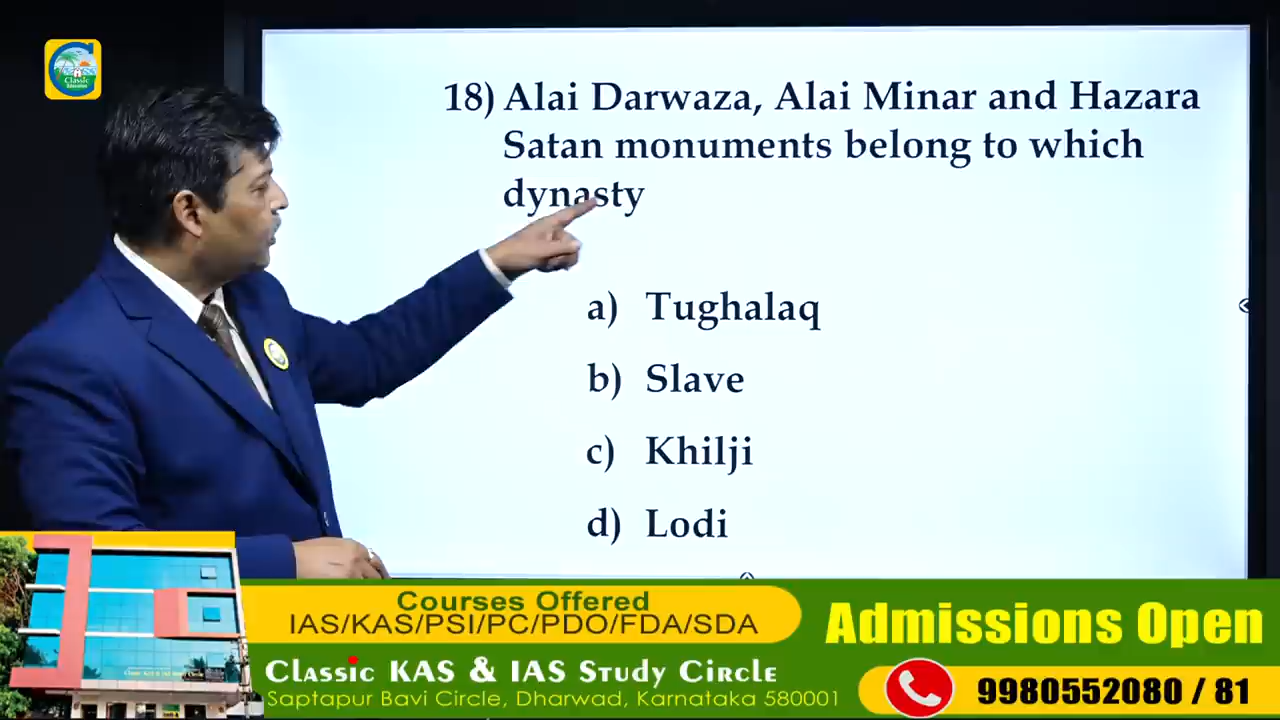 Classic
Education
18) Alai Darwaza, Alai Minar and Hazara
Satan monuments belong to which
dynasty
a) Tughalaq
b) Slave
c) Khilji
d) Lodi
Courses Offered
IAS/KAS/PSI/PC/PDO/FDA/SDA
Admissions Open
Classic KAS & IAS Study Circle
Saptapur Bavi Circle, Dharwad, Karnataka 580001
9980552080 / 81